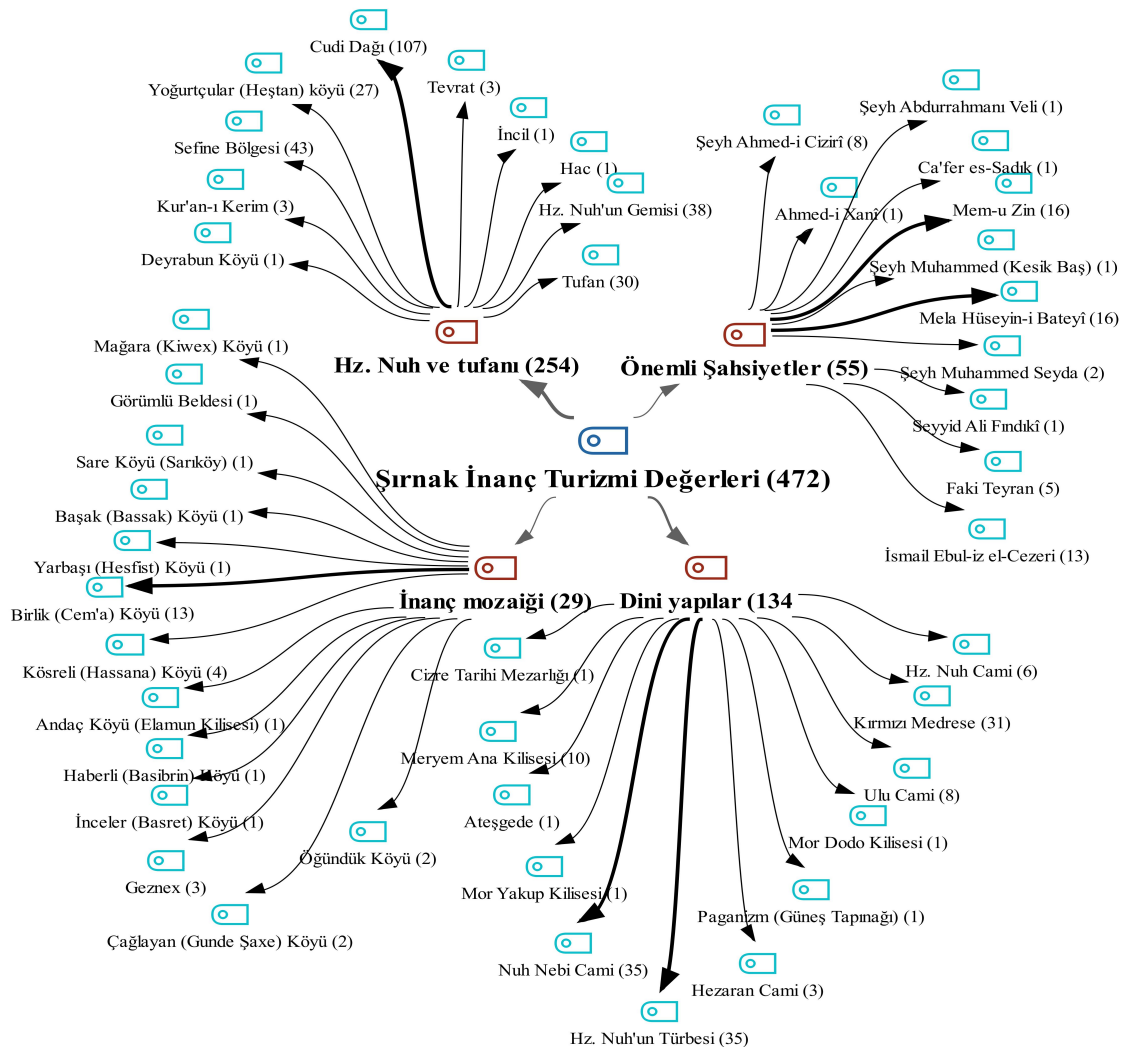 Cudi Dağı (107)
Tevrat (3)
Yoğurtçular (Heştan) köyü (27)
İncil (1)
Sefine Bölgesi (43)
Hac (1)
Kur'an-ı Kerim (3)
Hz. Nuh'un Gemisi (38)
Deyrabun Köyü (1)
Tufan (30)
Hz. Nuh ve tufanı (254)
Şeyh Abdurrahmanı Veli (1)
Şeyh Ahmed-i Cizirî (8)
Ca'fer es-Sadık (1)
Ahmed-i Xanî (1)
Mem-u Zin (16)
Şeyh Muhammed (Kesik Baş) (1)
Mela Hüseyin-i Bateyî (16)
Şeyh Muhammed Seyda (2)
Önemli Şahsiyetler (55)
Seyyid Ali Fındıkî (1)
Faki Teyran (5)
İsmail Ebul-iz el-Cezeri (13)
Şırnak İnanç Turizmi Değerleri (472)
Mağara (Kiwex) Köyü (1)
Görümlü Beldesi (1)
Sare Köyü (Sarıköy) (1)
Başak (Bassak) Köyü (1)
Yarbaşı (Hesfist) Köyü (1)
Birlik (Cem'a) Köyü (13)
İnanç mozaiği (29)
Kösreli (Hassana) Köyü (4)
Andaç Köyü (Elamun Kilisesi) (1)
Haberli (Basibrin) Köyü (1)
İnceler (Basret) Köyü (1)
Öğündük Köyü (2)
Geznex (3)
Çağlayan (Gunde Şaxe) Köyü (2)
Dini yapılar (134
Cizre Tarihi Mezarlığı (1)
Hz. Nuh Cami (6)
Kırmızı Medrese (31)
Meryem Ana Kilisesi (10)
Ulu Cami (8)
Ateşgede (1)
Mor Dodo Kilisesi (1)
Mor Yakup Kilisesi (1)
Paganizm (Güneş Tapınağı) (1)
Nuh Nebi Cami (35)
Hezaran Cami (3)
Hz. Nuh'un Türbesi (35)